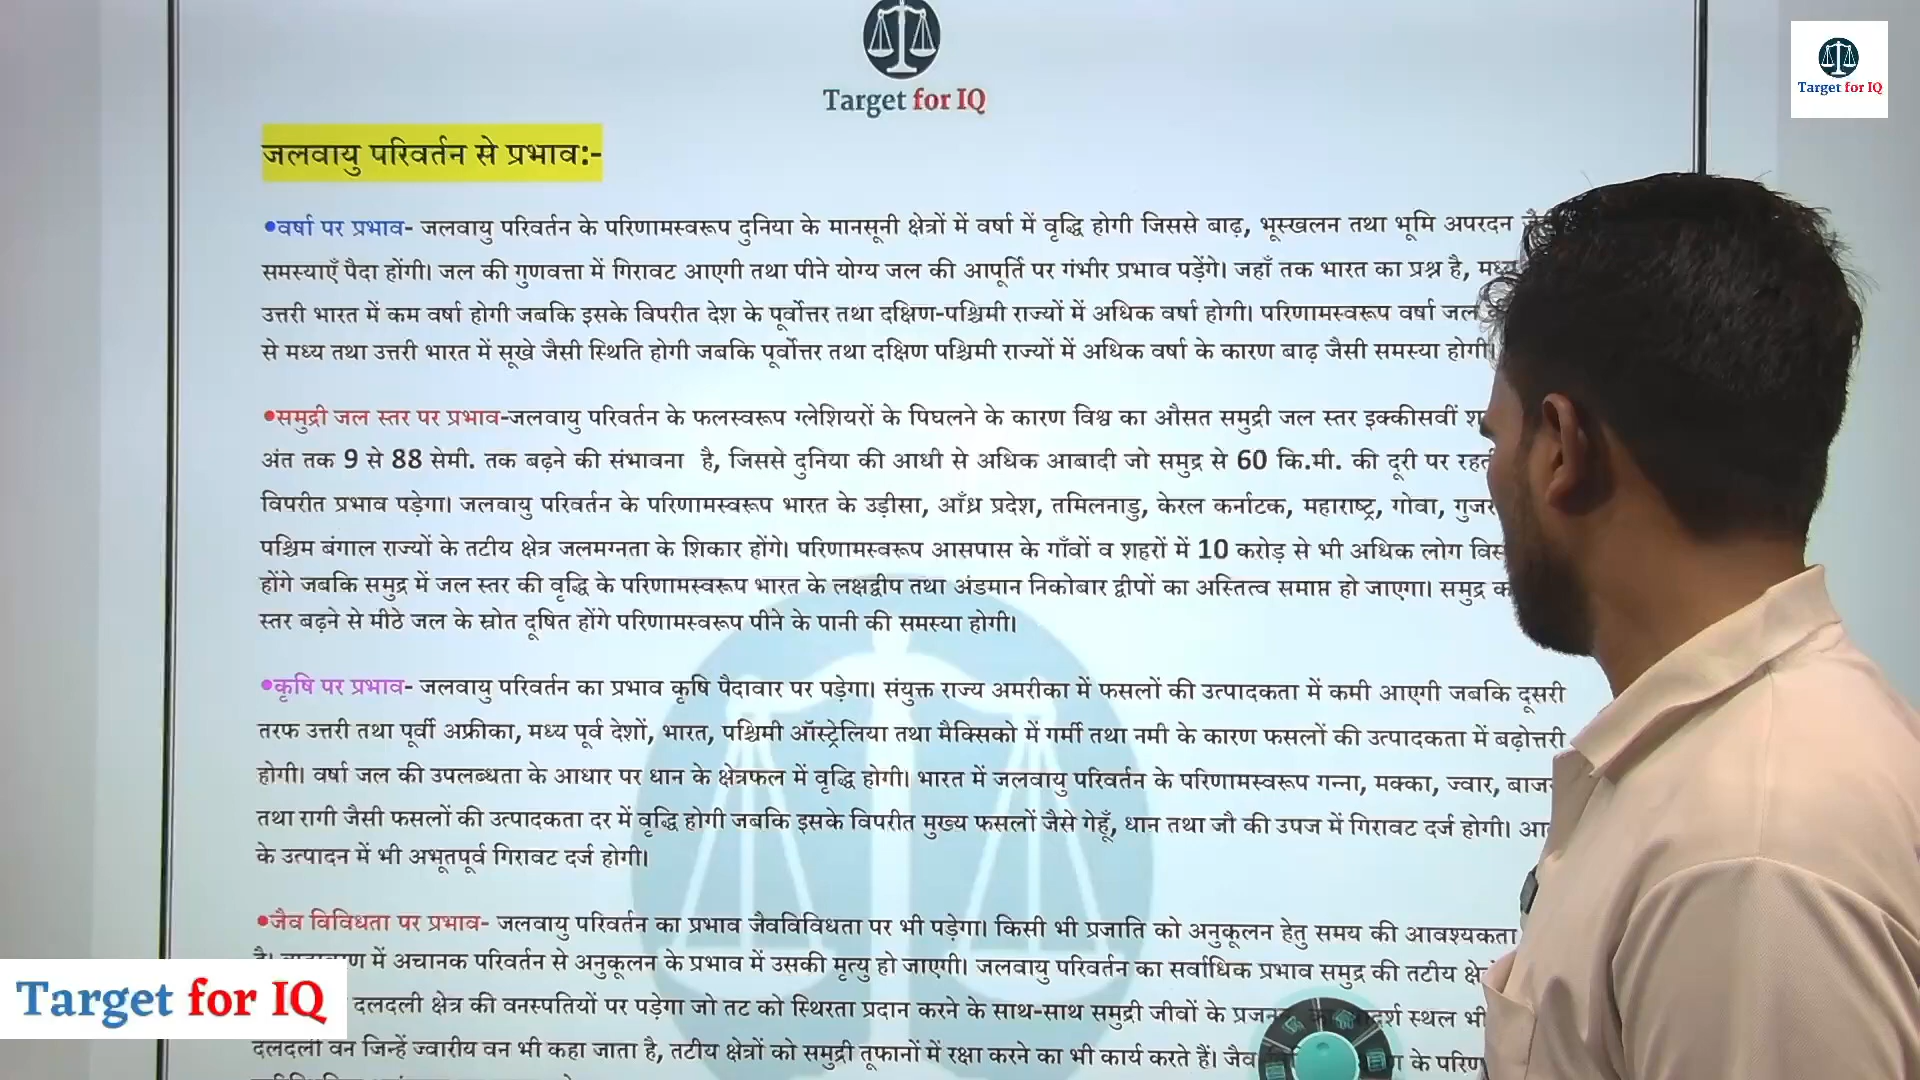 Target for IQ
Target for IQ
जलवायु परिवर्तन से प्रभाव:-
•वर्षा पर प्रभाव- जलवायु परिवर्तन के परिणामस्वरूप दुनिया के मानसूनी क्षेत्रों में वर्षा में वृद्धि होगी जिससे बाढ़, भूस्खलन तथा भूमि अपरदन
समस्याएँ पैदा होंगी। जल की गुणवत्ता में गिरावट आएगी तथा पीने योग्य जल की आपूर्ति पर गंभीर प्रभाव पड़ेंगे। जहाँ तक भारत का प्रश्न है, मध्य
उत्तरी भारत में कम वर्षा होगी जबकि इसके विपरीत देश के पूर्वोत्तर तथा दक्षिण-पश्चिमी राज्यों में अधिक वर्षा होगी। परिणामस्वरूप वर्षा जल
से मध्य तथा उत्तरी भारत में सूखे जैसी स्थिति होगी जबकि पूर्वोत्तर तथा दक्षिण पश्चिमी राज्यों में अधिक वर्षा के कारण बाढ़ जैसी समस्या होगी।
•समुद्री जल स्तर पर प्रभाव-जलवायु परिवर्तन के फलस्वरूप ग्लेशियरों के पिघलने के कारण विश्व का औसत समुद्री जल स्तर इक्कीसवीं
अंत तक 9 से 88 सेमी. तक बढ़ने की संभावना है, जिससे दुनिया की आधी से अधिक आबादी जो समुद्र से 60 कि.मी. की दूरी पर
विपरीत प्रभाव पड़ेगा। जलवायु परिवर्तन के परिणामस्वरूप भारत के उड़ीसा, आँध्र प्रदेश, तमिलनाडु, केरल कर्नाटक, महाराष्ट्र, गोवा,
पश्चिम बंगाल राज्यों के तटीय क्षेत्र जलमग्नता के शिकार होंगे। परिणामस्वरूप आसपास के गाँवों व शहरों में 10 करोड़ से भी अधिक लोग
होंगे जबकि समुद्र में जल स्तर की वृद्धि के परिणामस्वरूप भारत के लक्षद्वीप तथा अंडमान निकोबार द्वीपों का अस्तित्व समाप्त हो जाएगा। समुद्र
स्तर बढ़ने से मीठे जल के स्रोत दूषित होंगे परिणामस्वरूप पीने के पानी की समस्या होगी।
•कृषि पर प्रभाव- जलवायु परिवर्तन का प्रभाव कृषि पैदावार पर पड़ेगा। संयुक्त राज्य अमरीका में फसलों की उत्पादकता में कमी आएगी जबकि दूसरी
तरफ उत्तरी तथा पूर्वी अफ्रीका, मध्य पूर्व देशों, भारत, पश्चिमी ऑस्ट्रेलिया तथा मैक्सिको में गर्मी तथा नमी के कारण फसलों की उत्पादकता में बढ़ोत्तरी
होगी। वर्षा जल की उपलब्धता के आधार पर धान के क्षेत्रफल में वृद्धि होगी। भारत में जलवायु परिवर्तन के परिणामस्वरूप गन्ना, मक्का, ज्वार,
तथा रागी जैसी फसलों की उत्पादकता दर में वृद्धि होगी जबकि इसके विपरीत मुख्य फसलों जैसे गेहूँ, धान तथा जौ की उपज में गिरावट दर्ज होगी।
के उत्पादन में भी अभूतपूर्व गिरावट दर्ज होगी।
•जैव विविधता पर प्रभाव- जलवायु परिवर्तन का प्रभाव जैवविविधता पर भी पड़ेगा। किसी भी प्रजाति को अनुकूलन हेतु समय की आवश्यकता
में अचानक परिवर्तन से अनुकूलन के प्रभाव में उसकी मृत्यु हो जाएगी। जलवायु परिवर्तन का सर्वाधिक प्रभाव समुद्र की तटीय
दलदली क्षेत्र की वनस्पतियों पर पड़ेगा जो तट को स्थिरता प्रदान करने के साथ-साथ समुद्री जीवों के स्थल भी
दलदली वन जिन्हें ज्वारीय वन भी कहा जाता है, तटीय क्षेत्रों को समुद्री तूफानों में रक्षा करने का भी कार्य करते हैं। के
Target for IQ